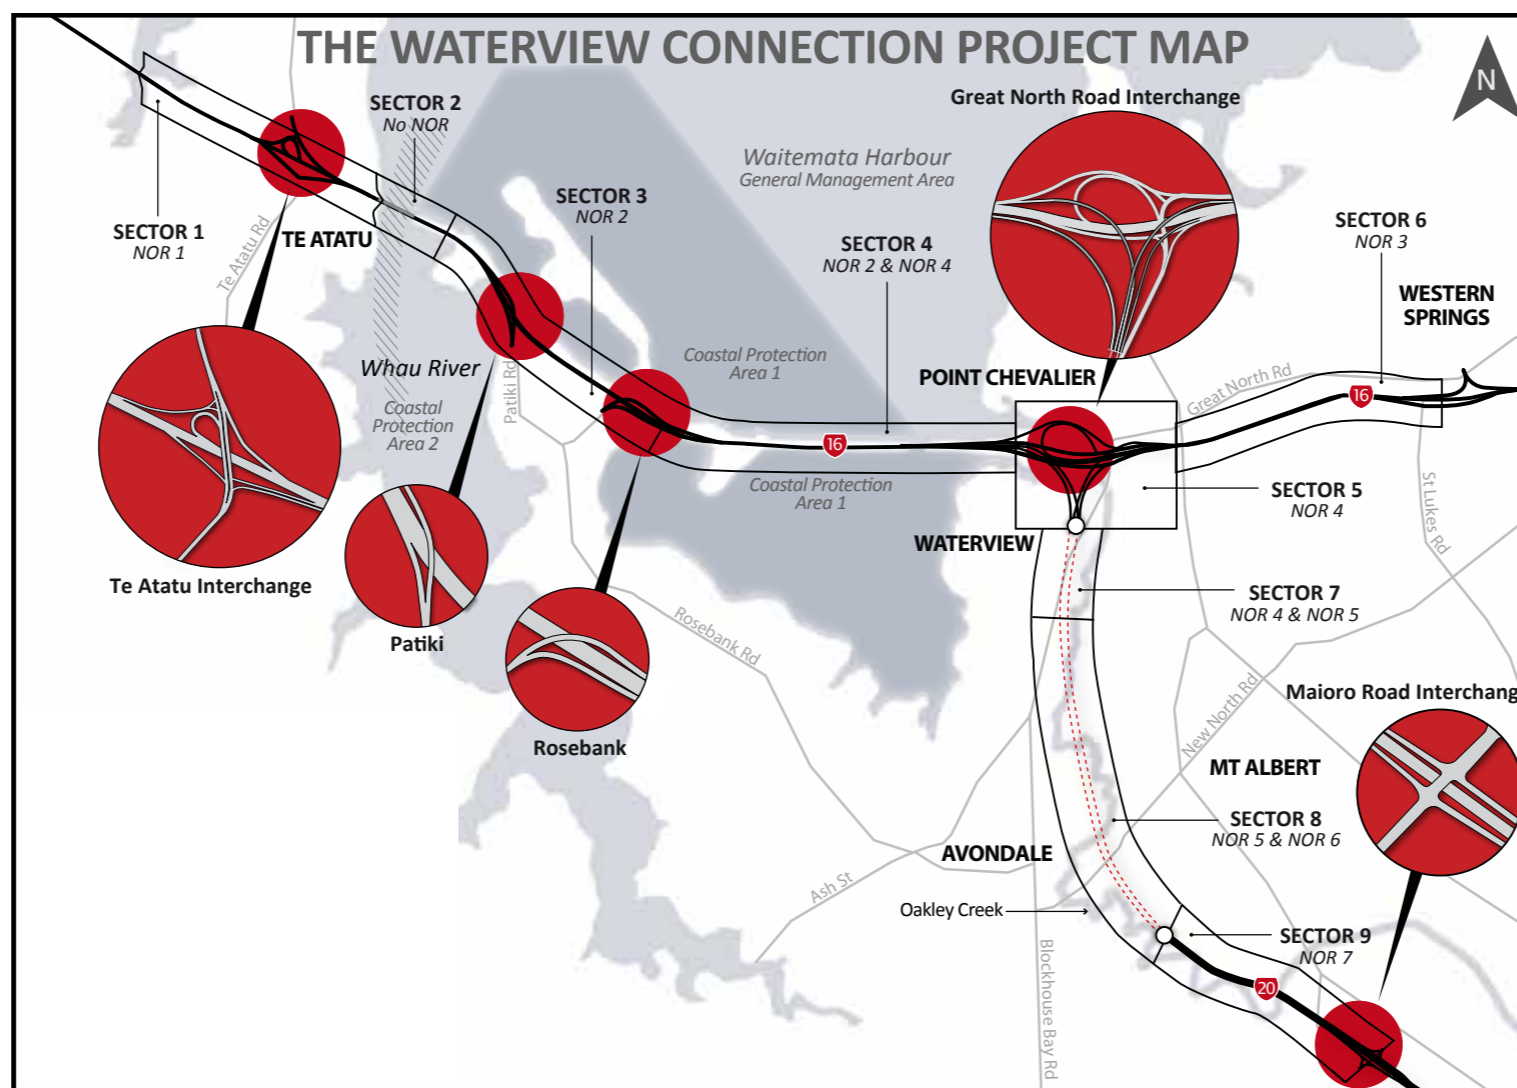 THE WATERVIEW CONNECTION PROJECT MAP
N
SECTOR 2
No NOR
Great North Road Interchange
Waitemata Harbour
General Management Area
SECTOR 3
NOR 2
SECTOR 1
NOR 1
Te Atatu Rd
TE ATATU
SECTOR 4
NOR 2 & NOR 4
SECTOR 6
NOR 3
WESTERN
SPRINGS
Whau River
Patiki Rd
Coastal Protection
Area 1
POINT CHEVALIER
Great North Rd
16
Coastal
Protection
Area 2
16
Coastal Protection
Area 1
SECTOR 5
NOR 4
St Lukes Rd
WATERVIEW
Te Atatu Interchange
Patiki
Rosebank Rd
SECTOR 7
NOR 4 & NOR 5
Rosebank
New North Rd
Maioro Road Interchang
MT ALBERT
SECTOR 8
NOR 5 & NOR 6
AVONDALE
Ash St
Oakley Creek
SECTOR 9
NOR 7
Blockhouse Bay Rd
20